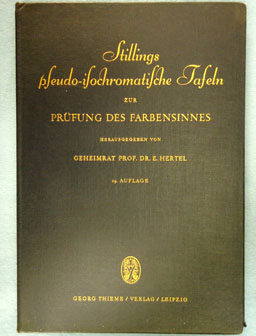 Stillings
pseudo-isochromatische Tafeln
ZUR
PRÜFUNG DES FARBENSINNES
HERAUSGEGEBEN VON
GEHEIMRAT PROF. DR. E. HERTEL
19. AUFLAGE
GEORG THIEME / VERLAG / LEIPZIG